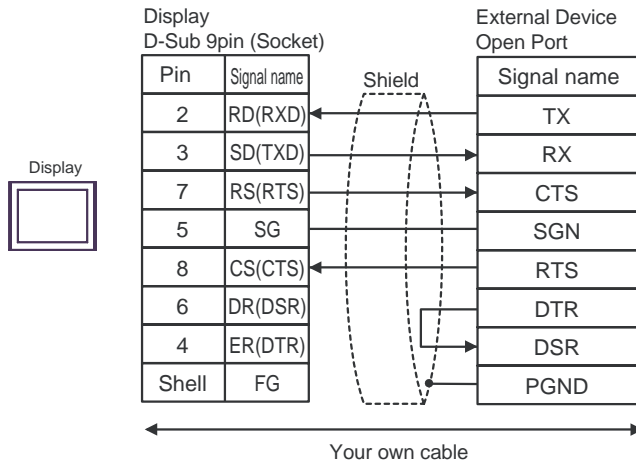 Display
D-Sub 9pin (Socket)
External Device
Open Port
Pin Signal name Shield Signal name
2 RD(RXD) TX
3 SD(TXD) RX
Display
7 RS(RTS) CTS
5 SG SGN
8 CS(CTS) RTS
6 DR(DSR) DTR
4 ER(DTR) DSR
Shell FG PGND
Your own cable